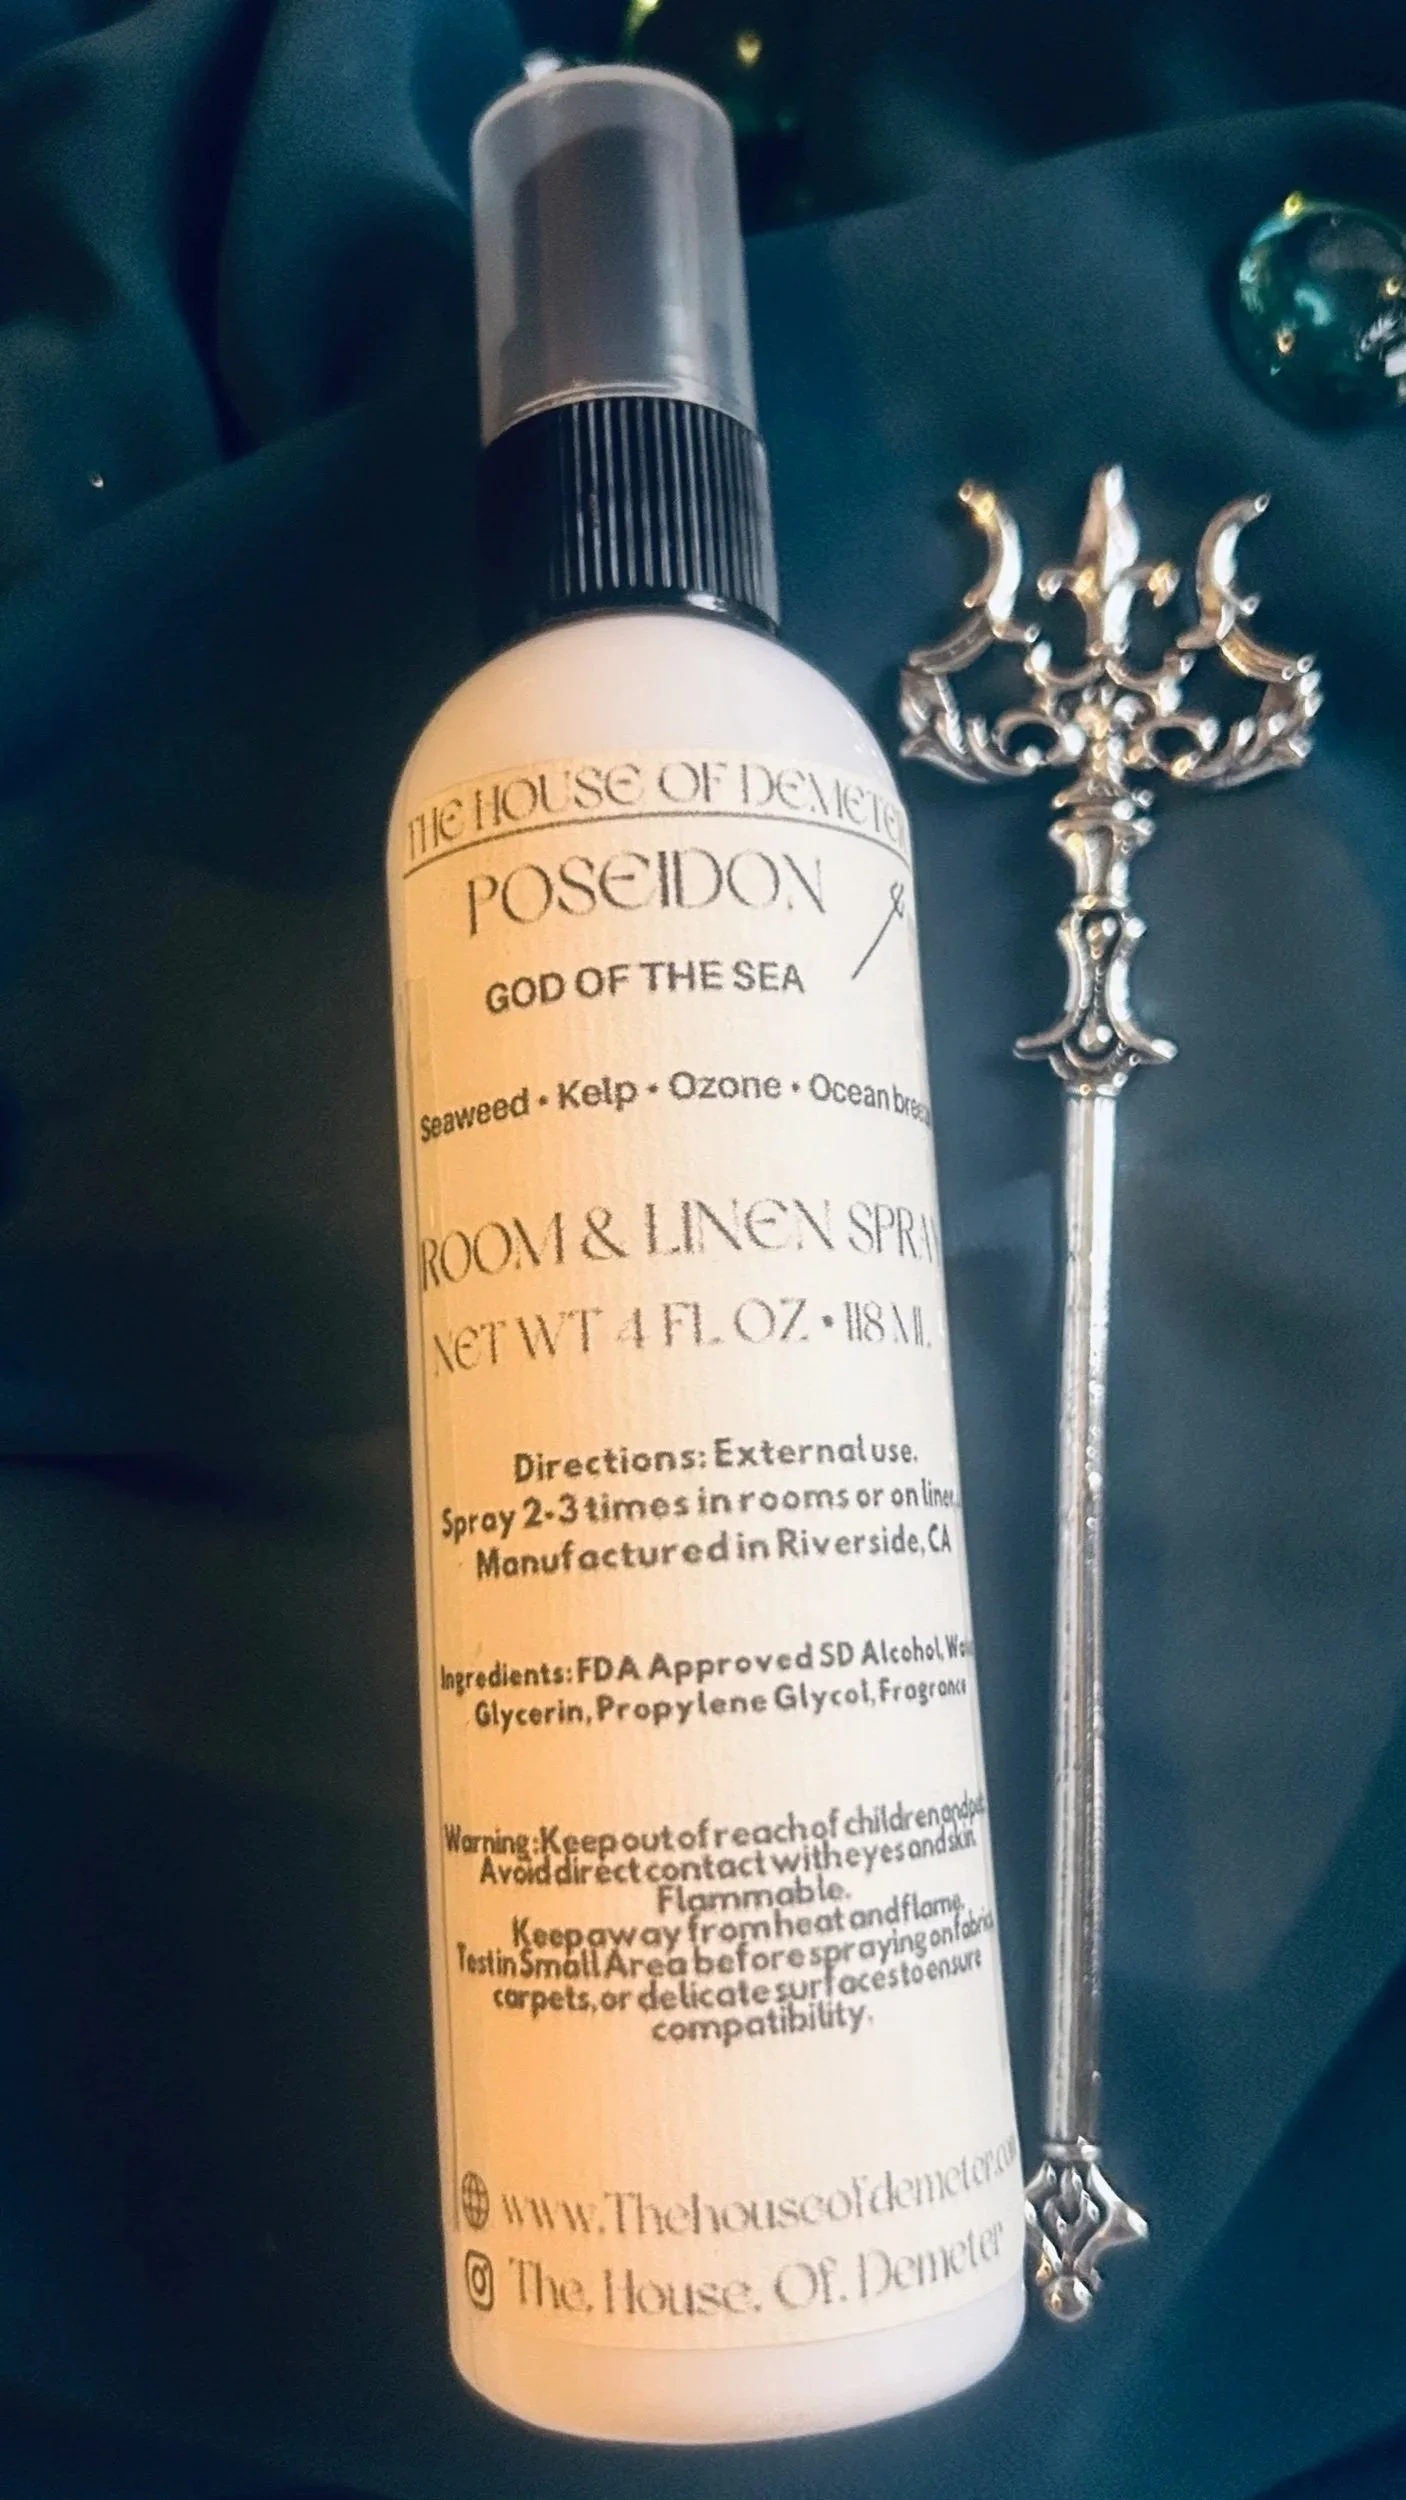 THE HOUSE OF DEMETER
POSEIDON
GOD OF THE SEA
Seaweed • Kelp • Ozone • Ocean
ROOM & LINEN SPRAY
NET WT 4 FL OZ • 118 ML
Directions: External use.
Spray 2-3 times in rooms or on
Manufactured in Riverside, CA
Ingredients: FDA Approved SD Alcohol,
Glycerin, Propylene Glycol, Fragrance
Warning: Keep out of reach of children and
Avoid direct contact with eyes and skin
Flammable.
Keep away from heat and flame.
Test in Small Area before spraying on
carpets, or delicate surfaces to ensure
compatibility.
www.Thehouseofdemeter.com
The. House. Of. Demeter